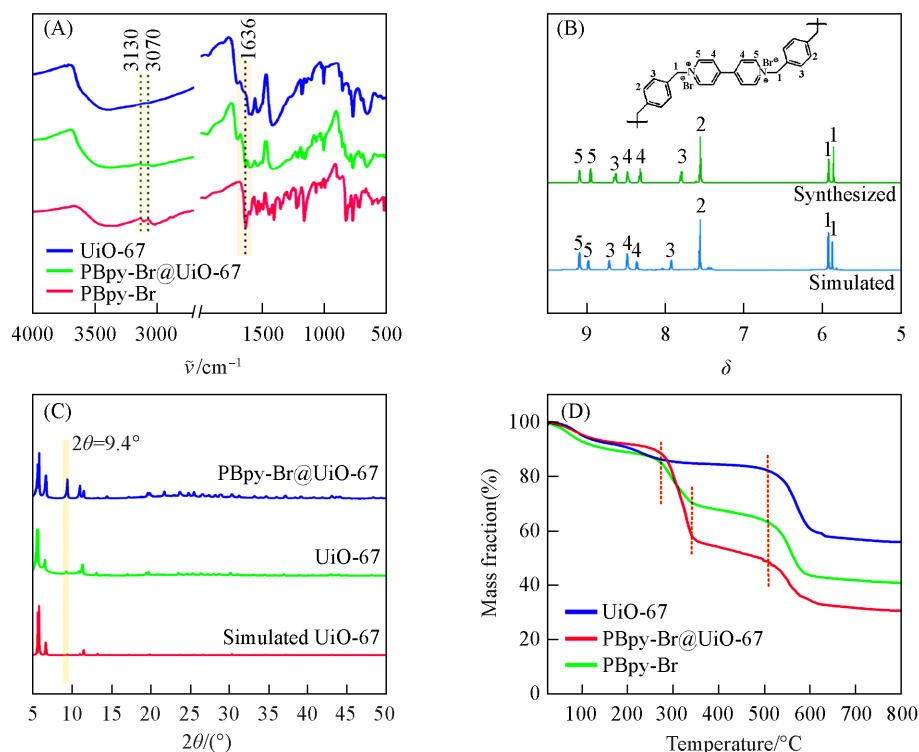 (A)
3130
3070
1636
UiO-67
PBpy-Br@UiO-67
PBpy-Br
4000 3000 1500 1000 500
ṽ/cm⁻¹
(B)
1 2 3 5 4 4 5 1 2 3
N⊕ Br⊖ N⊕ Br⊖
5 5 3 4 4 3 2 1 1
Synthesized
5 5 3 4 4 3 2 1 1
Simulated
9 8 7 6 5
δ
(C)
2θ=9.4°
PBpy-Br@UiO-67
UiO-67
Simulated UiO-67
5 10 15 20 25 30 35 40 45 50
2θ/(°)
(D)
100
80
60
40
20
0
Mass fraction(%)
UiO-67
PBpy-Br@UiO-67
PBpy-Br
100 200 300 400 500 600 700 800
Temperature/°C